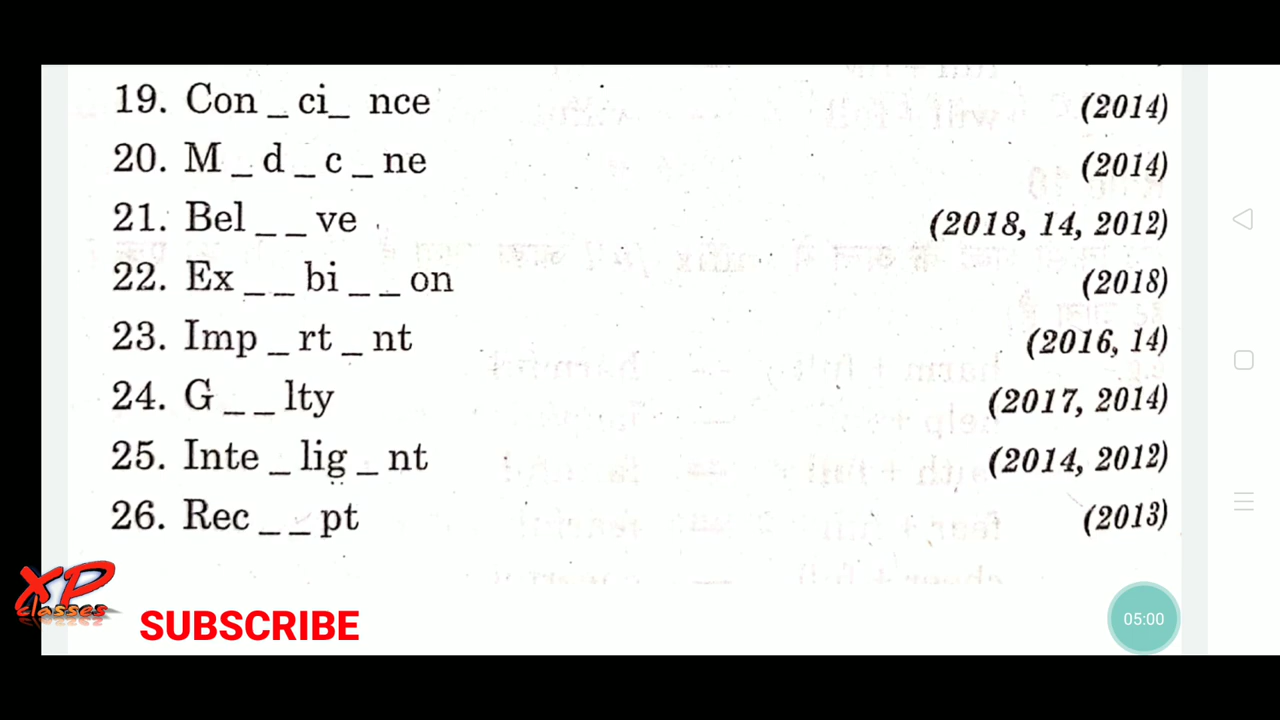 19. Con _ ci_ nce (2014)
20. M _ d _ c _ ne (2014)
21. Bel _ _ ve (2018, 14, 2012)
22. Ex _ _ bi _ _ on (2018)
23. Imp _ rt _ nt (2016, 14)
24. G _ _ lty (2017, 2014)
25. Inte _ lig _ nt (2014, 2012)
26. Rec _ _ pt (2013)
XP
classes
SUBSCRIBE
05:00